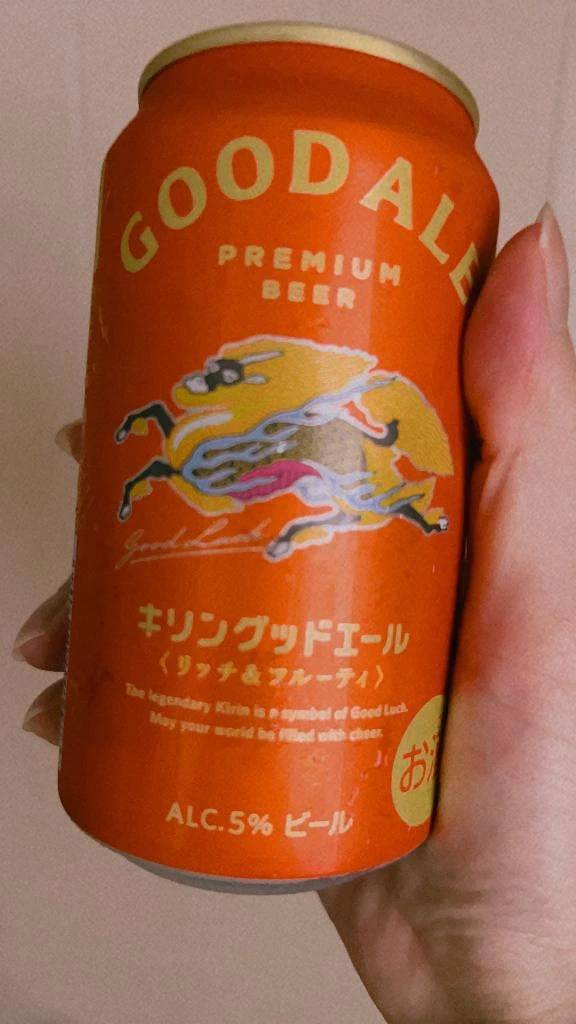 GOOD ALE
PREMIUM
BEER
Good Luck
キリングッドエール
〈リッチ&フルーティ〉
The legendary Kirin is a symbol of Good Luck.
May your world be filled with cheer.
お酒
ALC.5% ビール